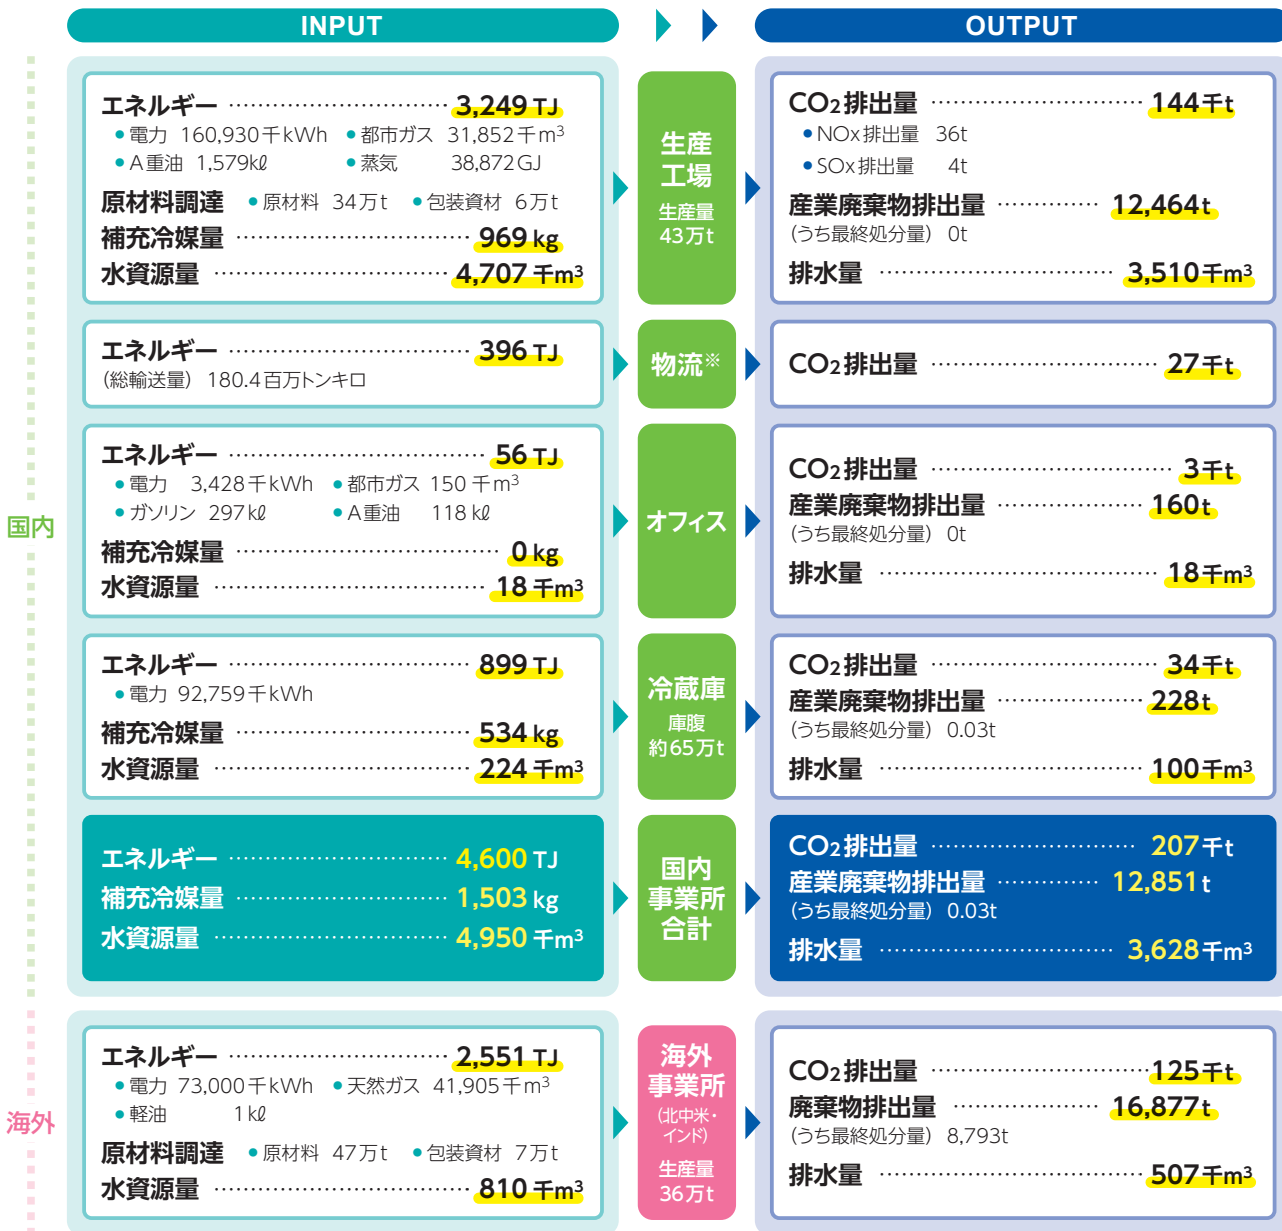 INPUT
OUTPUT
国内
エネルギー 3,249 TJ
●電力 160,930千kWh ●都市ガス 31,852千m³
●A重油 1,579kℓ ●蒸気 38,872GJ
原材料調達 ●原材料 34万t ●包装資材 6万t
補充冷媒量 969 kg
水資源量 4,707 千m³
生産
工場
生産量
43万t
CO₂排出量 144千t
●NOx排出量 36t
●SOx排出量 4t
産業廃棄物排出量 12,464t
(うち最終処分量) 0t
排水量 3,510千m³
エネルギー 396 TJ
(総輸送量) 180.4百万トンキロ
物流※
CO₂排出量 27千t
エネルギー 56 TJ
●電力 3,428千kWh ●都市ガス 150 千m³
●ガソリン 297kℓ ●A重油 118 kℓ
補充冷媒量 0 kg
水資源量 18 千m³
オフィス
CO₂排出量 3千t
産業廃棄物排出量 160t
(うち最終処分量) 0t
排水量 18千m³
エネルギー 899 TJ
●電力 92,759千kWh
補充冷媒量 534 kg
水資源量 224 千m³
冷蔵庫
庫腹
約65万t
CO₂排出量 34千t
産業廃棄物排出量 228t
(うち最終処分量) 0.03t
排水量 100千m³
エネルギー 4,600 TJ
補充冷媒量 1,503 kg
水資源量 4,950 千m³
国内
事業所
合計
CO₂排出量 207千t
産業廃棄物排出量 12,851t
(うち最終処分量) 0.03t
排水量 3,628千m³
海外
エネルギー 2,551 TJ
●電力 73,000千kWh ●天然ガス 41,905千m³
●軽油 1kℓ
原材料調達 ●原材料 47万t ●包装資材 7万t
水資源量 810 千m³
海外
事業所
(北中米・
インド)
生産量
36万t
CO₂排出量 125千t
廃棄物排出量 16,877t
(うち最終処分量) 8,793t
排水量 507千m³